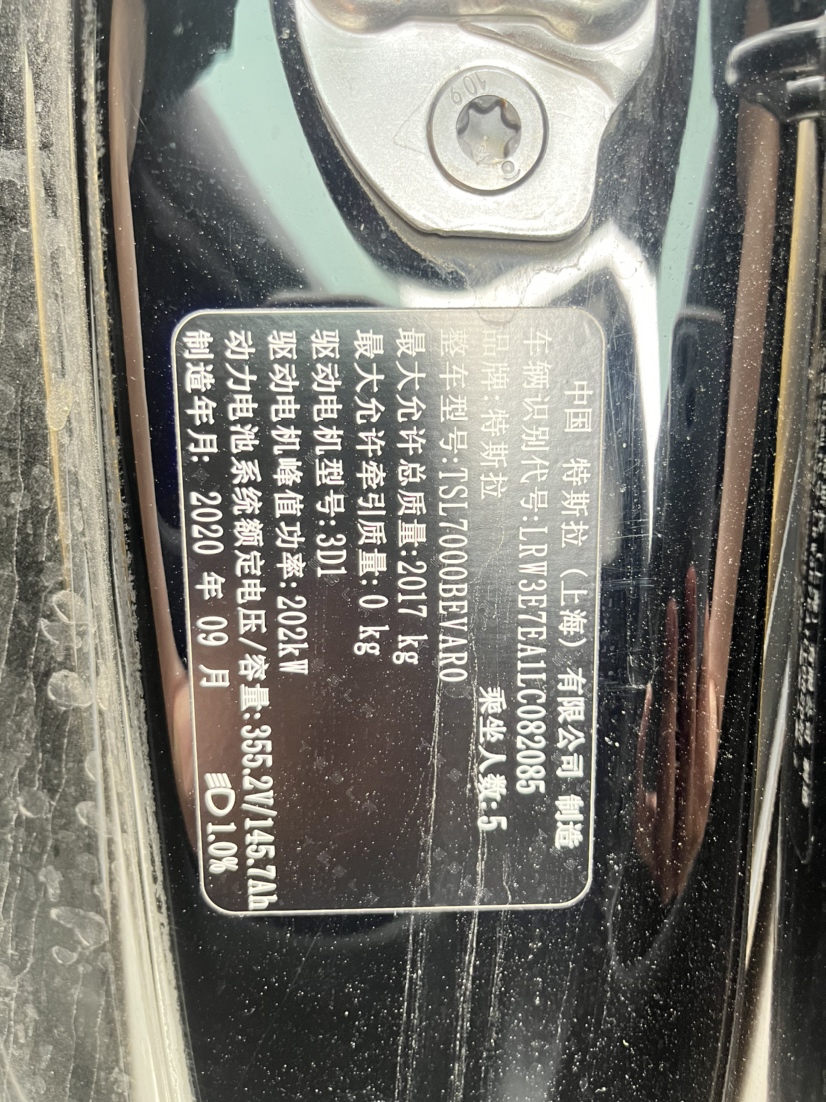 中国 特斯拉（上海）有限公司 制造
车辆识别代号:LRW3E7EA1LC082085
品牌:特斯拉 乘坐人数:5
整车型号:TSL7000BEVAR0
最大允许总质量:2017 kg
最大允许牵引质量: 0 kg
驱动电机型号:3D1
驱动电机峰值功率:202kW
动力电池系统额定电压/容量:355.2V/145.7Ah
制造年月: 2020 年 09 月 1.0%
10.9